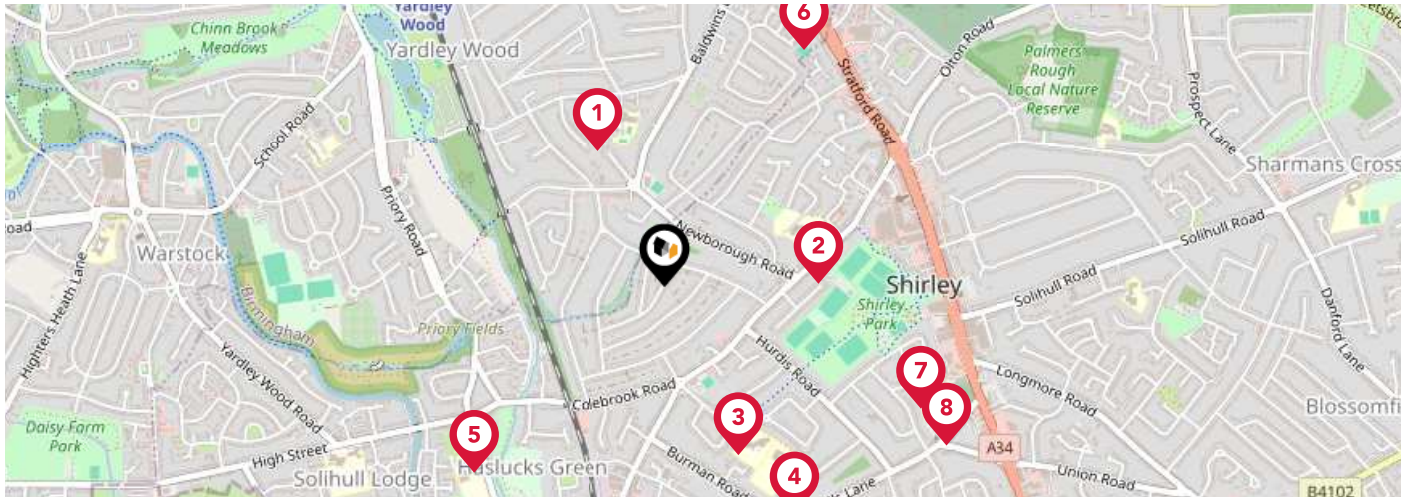 Chinn Brook
Meadows
Yardley
Wood
Yardley Wood
Baldwins
6
Stratford Road
Olton Road
Palmers
Rough
Local Nature
Reserve
Prospect Lane
1
School Road
Sharmans Cross
Priory Road
oad
Warstock
Newborough Road
2
Shirley
Shirley
Park
Solihull Road
Solihull Road
Highters Heath Lane
Birmingham
Priory Fields
Danford Lane
Yardley Wood Road
Hurdis Road
7
Longmore Road
Colebrook Road
8
Blossomfi
3
Daisy Farm
Park
5
High Street
Haslucks Green
Solihull Lodge
A34
Burman Road
4
Lane
Union Road
B4102